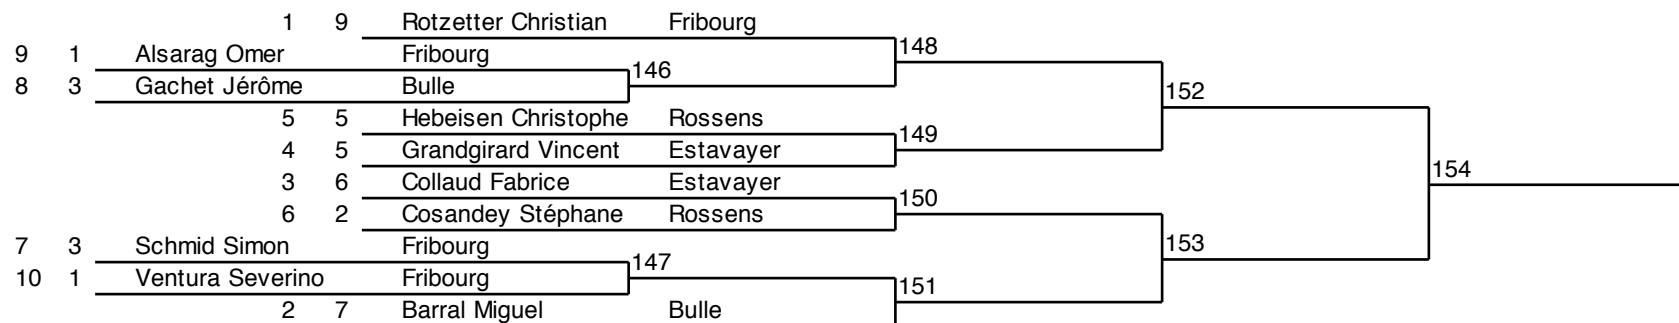 1 9 Rotzetter Christian Fribourg
148
9 1 Alsarag Omer Fribourg
146
8 3 Gachet Jérôme Bulle
152
5 5 Hebeisen Christophe Rossens
149
4 5 Grandgirard Vincent Estavayer
154
3 6 Collaud Fabrice Estavayer
150
6 2 Cosandey Stéphane Rossens
153
7 3 Schmid Simon Fribourg
147
10 1 Ventura Severino Fribourg
151
2 7 Barral Miguel Bulle